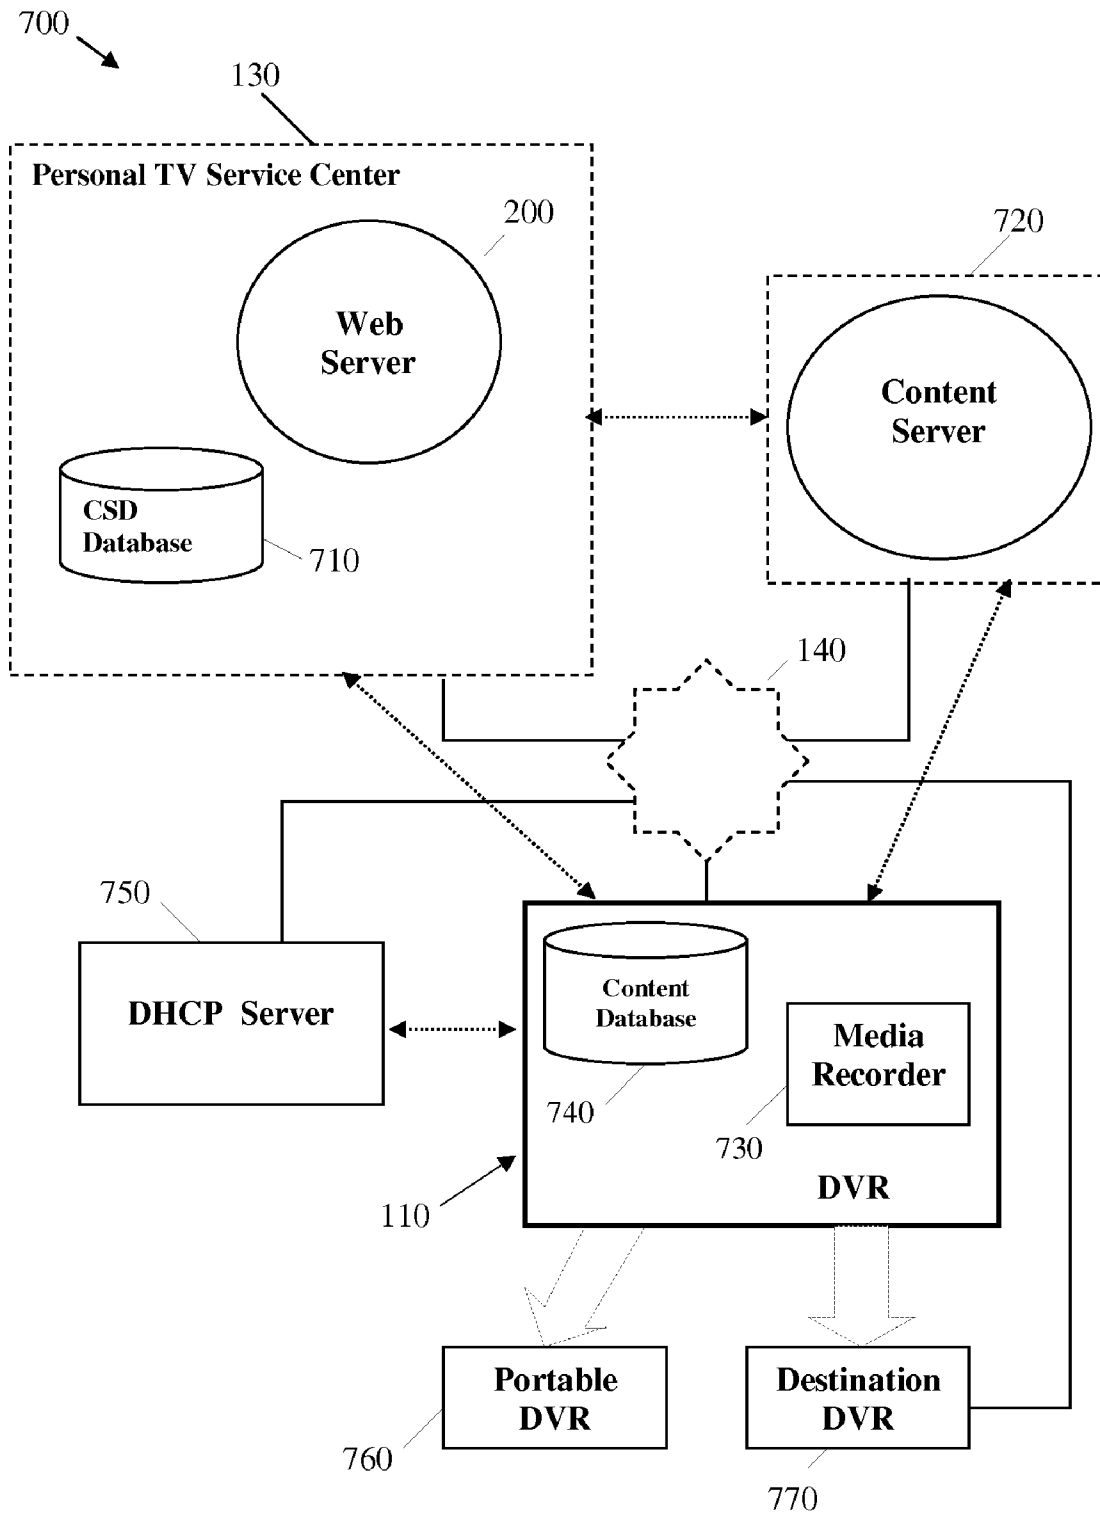 700
130
Personal TV Service Center
200
Web
Server
720
Content
Server
CSD
Database
710
140
750
DHCP Server
Content
Database
Media
Recorder
740
730
DVR
110
Portable
DVR
Destination
DVR
760
770